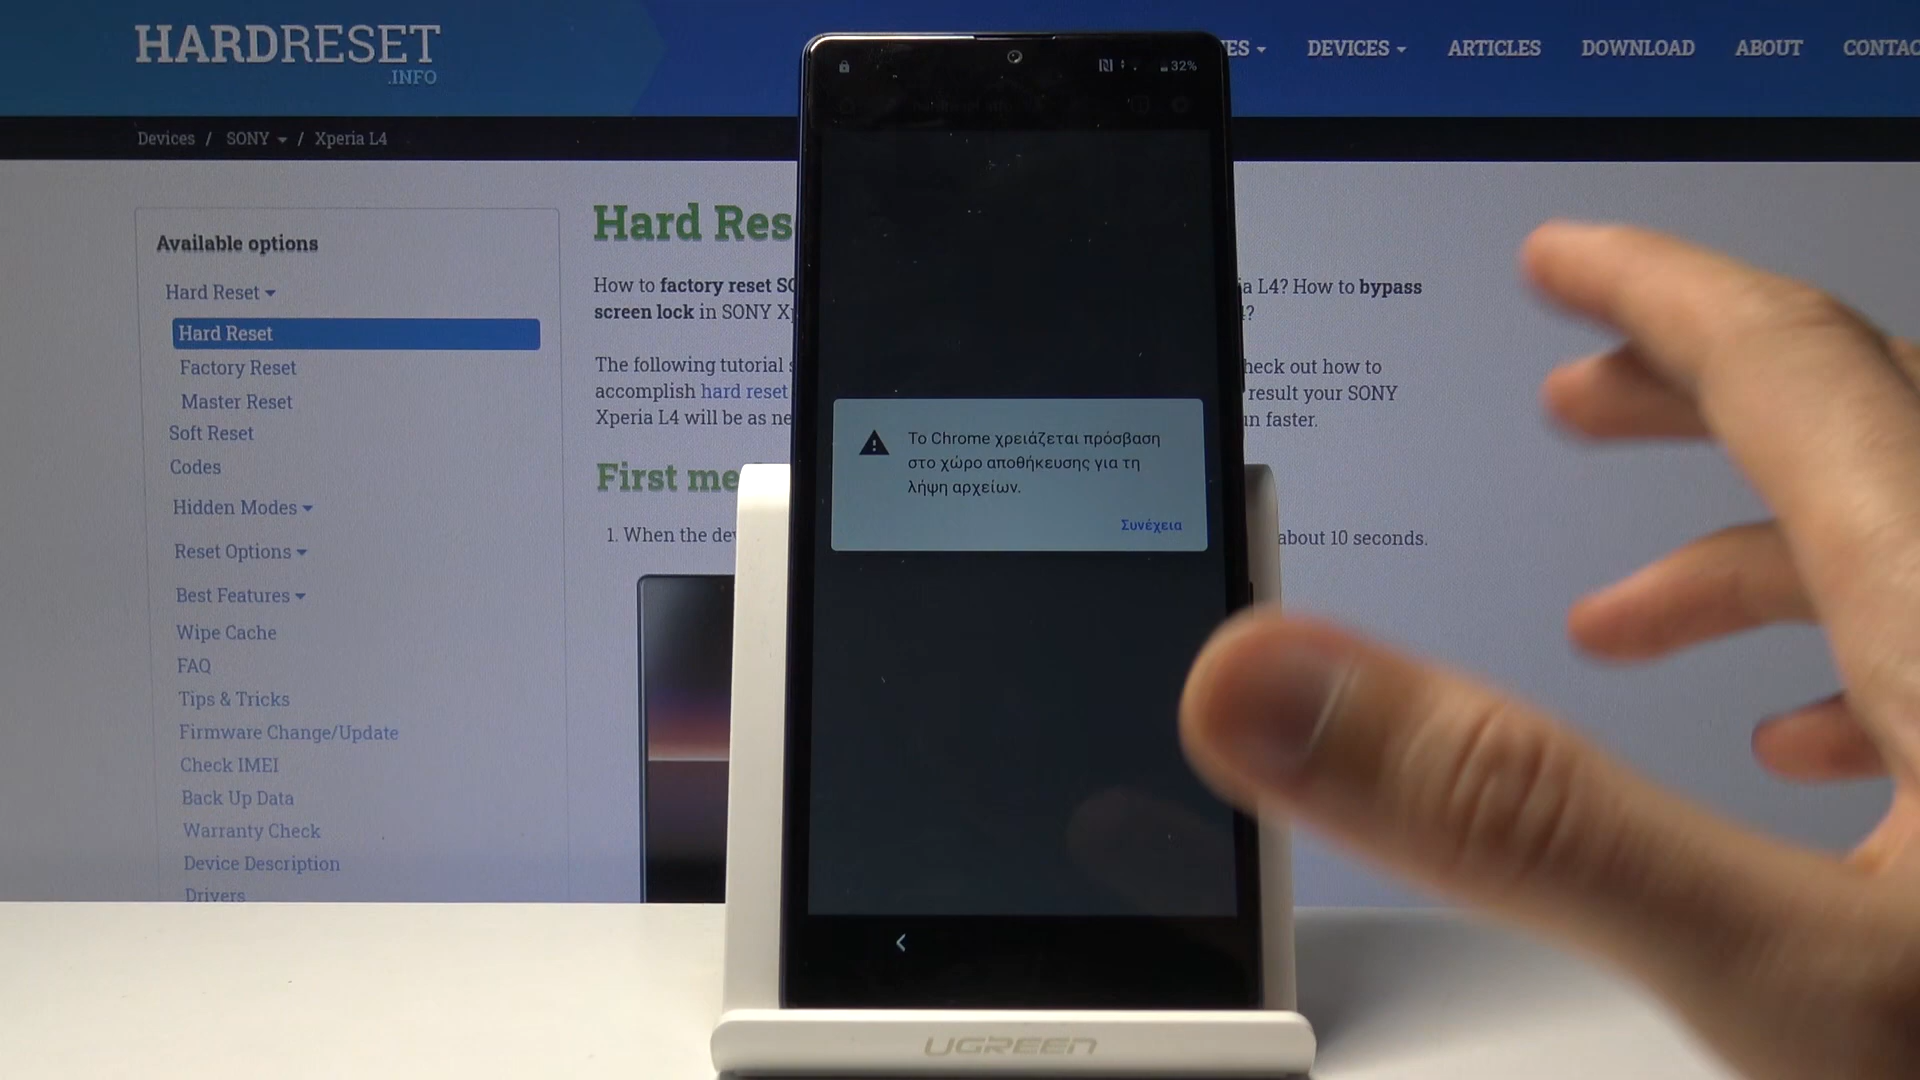 HARDRESET
.INFO
DEVICES
ARTICLES
DOWNLOAD
ABOUT
Devices / SONY / Xperia L4
32%
Available options
Hard Reset
Hard Reset
Factory Reset
Master Reset
Soft Reset
Codes
Hidden Modes
Reset Options
Best Features
Wipe Cache
FAQ
Tips & Tricks
Firmware Change/Update
Check IMEI
Back Up Data
Warranty Check
Device Description
Drivers
Hard Res
How to factory reset L4? How to bypass
screen lock in SONY
The following tutorial heck out how to
accomplish hard reset result your SONY
Xperia L4 will be as faster.
First me
1. When the about 10 seconds.
Το Chrome χρειάζεται πρόσβαση
στο χώρο αποθήκευσης για τη
λήψη αρχείων.
Συνέχεια
UGREEN